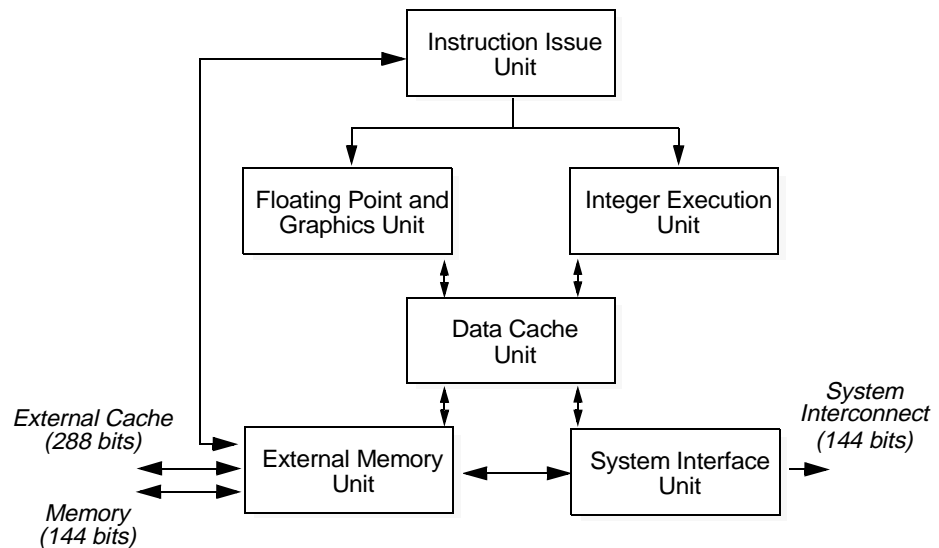 Instruction Issue
Unit
Floating Point and
Graphics Unit
Integer Execution
Unit
Data Cache
Unit
External Cache
(288 bits)
Memory
(144 bits)
External Memory
Unit
System Interface
Unit
System
Interconnect
(144 bits)